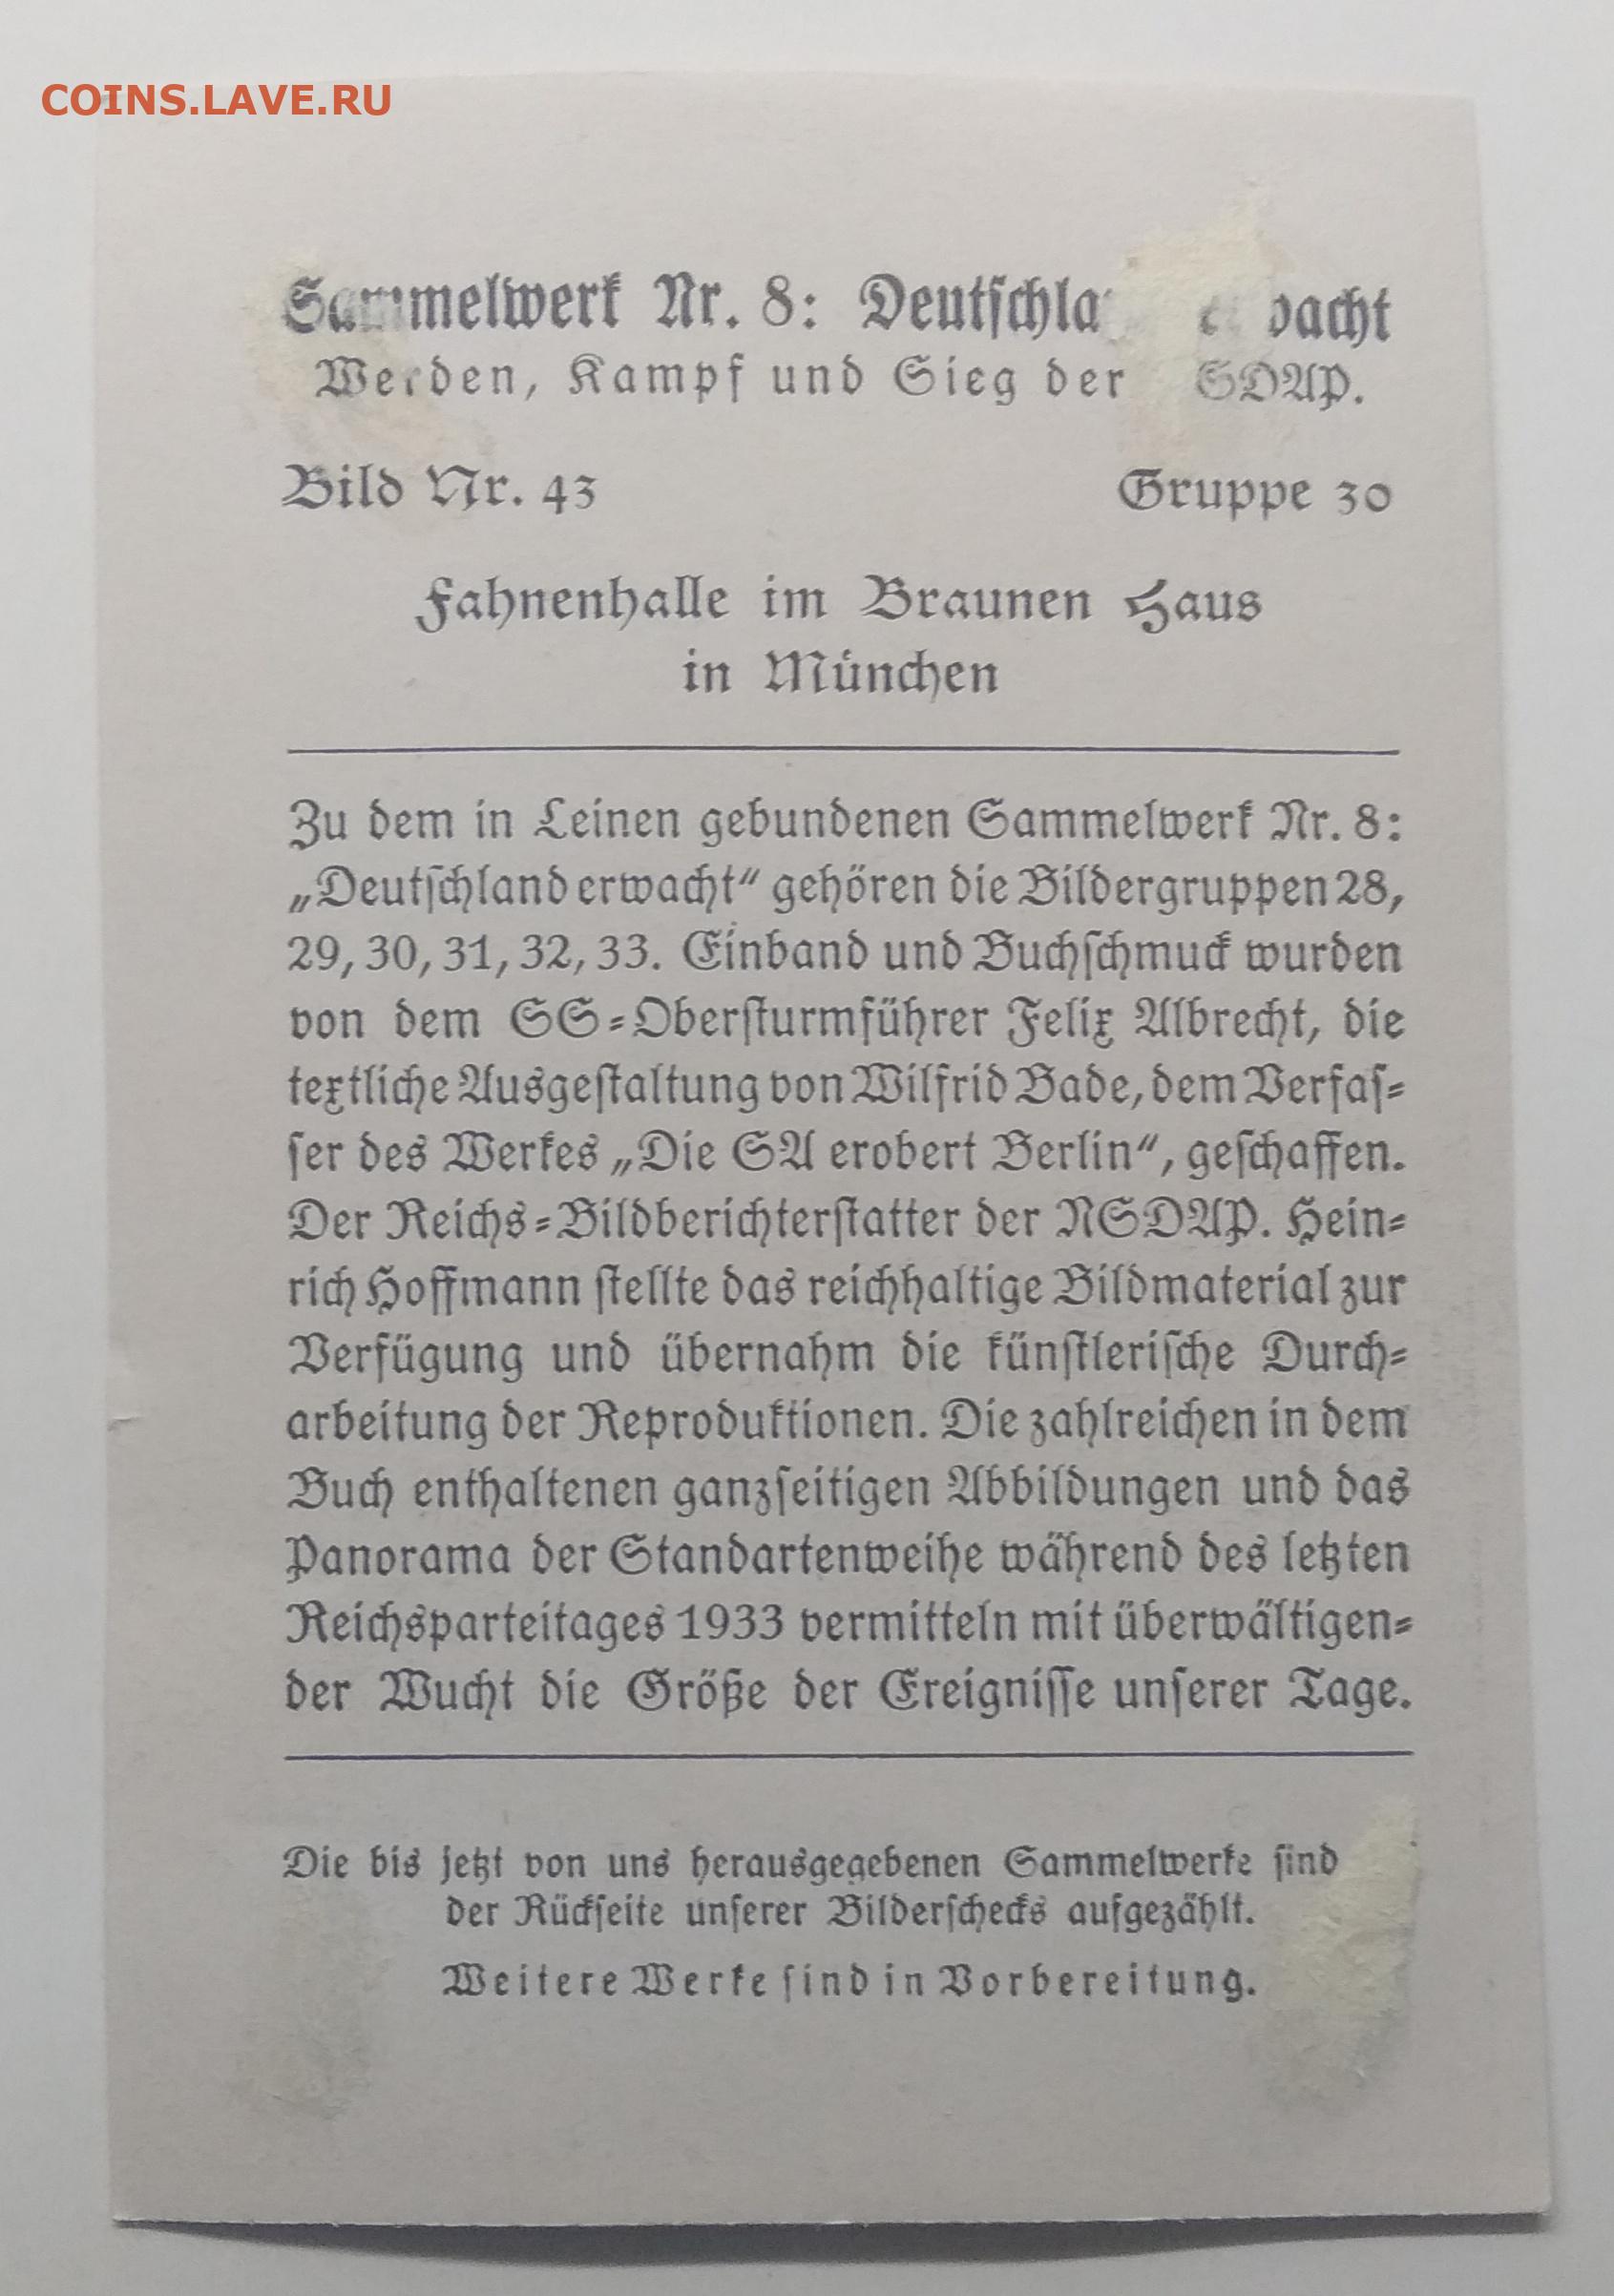 COINS.LAVE.RU
Sammelwerk Nr. 8: Deutschla erwacht
Werden, Kampf und Sieg der SDAP.
Bild Nr. 43 Gruppe 30
Fahnenhalle im Braunen Haus
in München
Zu dem in Leinen gebundenen Sammelwerk Nr. 8:
„Deutschland erwacht“ gehören die Bildergruppen 28,
29, 30, 31, 32, 33. Einband und Buchschmuck wurden
von dem SS-Obersturmführer Felix Albrecht, die
textliche Ausgestaltung von Wilfrid Bade, dem Verfas-
ser des Werkes „Die SA erobert Berlin“, geschaffen.
Der Reichs-Bildberichterstatter der NSDAP. Hein-
rich Hoffmann stellte das reichhaltige Bildmaterial zur
Verfügung und übernahm die künstlerische Durch-
arbeitung der Reproduktionen. Die zahlreichen in dem
Buch enthaltenen ganzseitigen Abbildungen und das
Panorama der Standartenweihe während des letzten
Reichsparteitages 1933 vermitteln mit überwältigen-
der Wucht die Größe der Ereignisse unserer Tage.
Die bis jetzt von uns herausgegebenen Sammelwerke sind
der Rückseite unserer Bilderschecks aufgezählt.
Weitere Werke sind in Vorbereitung.